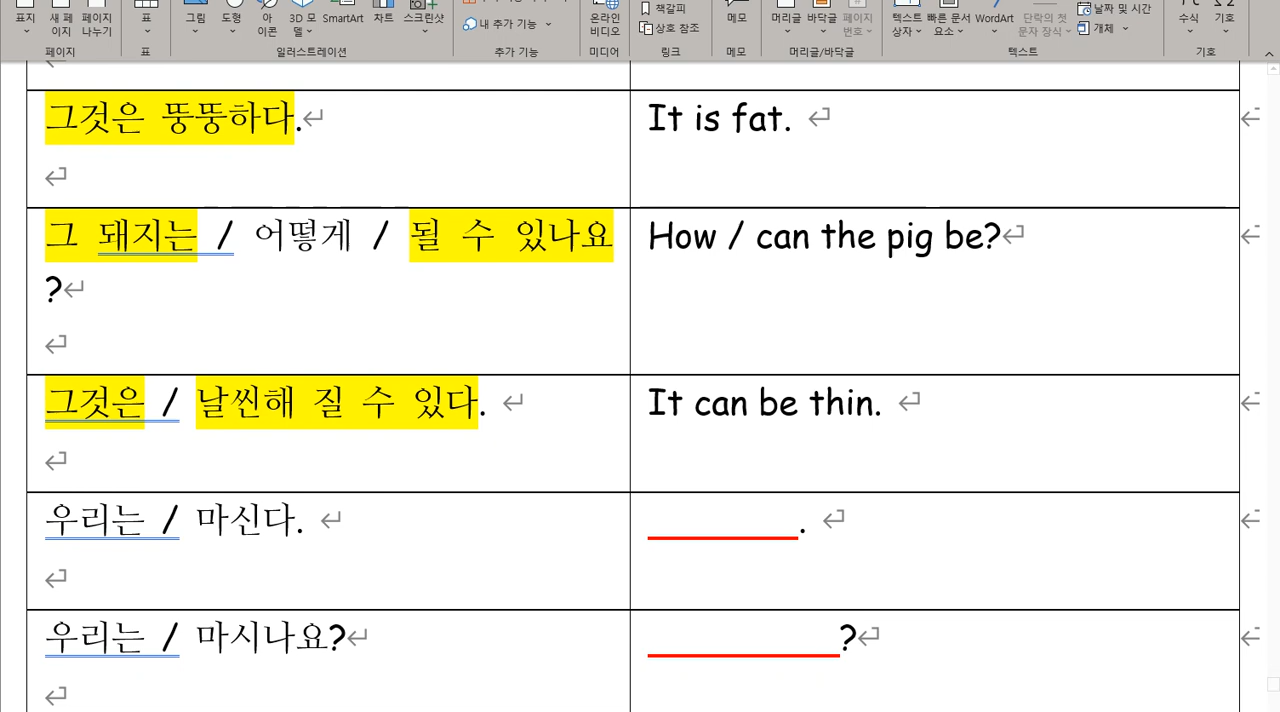 표지 새 페이지 페이지 나누기 표 그림 도형 아이콘 3D 모델 SmartArt 차트 스크린샷 내 추가 기능 온라인 비디오 책갈피 상호 참조 메모 머리글 바닥글 페이지 번호 텍스트 상자 빠른 문서 요소 WordArt 단락의 첫 문자 장식 날짜 및 시간 개체 수식 기호
페이지 표 일러스트레이션 추가 기능 미디어 링크 메모 머리글/바닥글 텍스트 기호
그것은 뚱뚱하다.
It is fat.
그 돼지는 / 어떻게 / 될 수 있나요
?
How / can the pig be?
그것은 / 날씬해 질 수 있다.
It can be thin.
우리는 / 마신다.
.
우리는 / 마시나요?
?